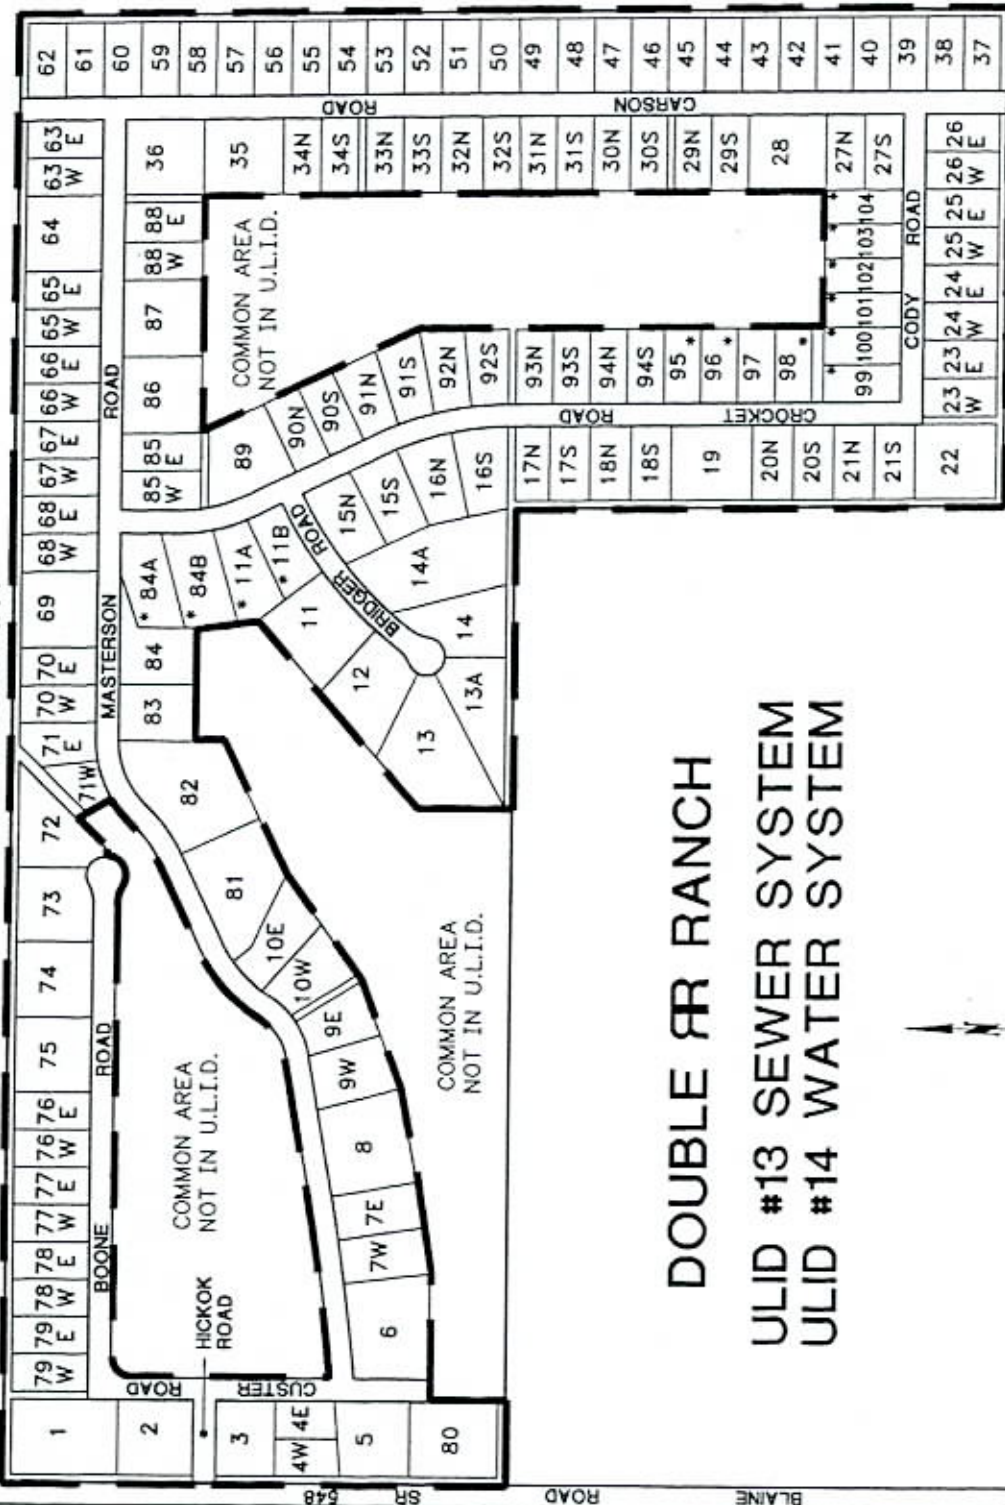 1
79 W
79 E
78 W
78 E
77 W
77 E
76 W
76 E
75
74
73
72
71W
71 E
70 W
70 E
69
68 W
68 E
67 W
67 E
66 W
66 E
65 W
65 E
64
63 W
63 E
62
61
60
59
58
57
56
55
54
53
52
51
50
49
48
47
46
45
44
43
42
41
40
39
38
37
BOONE ROAD
MASTERSON ROAD
2
HICKOK
ROAD
CUSTER ROAD
3
4W
4E
5
80
SR 548
BLAINE ROAD
COMMON AREA
NOT IN U.L.I.D.
6
7W
7E
8
9W
9E
10W
10E
81
82
83
84
* 84A
* 84B
* 11A
* 11B
11
12
13
13A
14
14A
BRIDGER ROAD
15N
15S
16N
16S
COMMON AREA
NOT IN U.L.I.D.
85 W
85 E
86
87
88 W
88 E
36
35
34N
34S
33N
33S
32N
32S
31N
31S
30N
30S
29N
29S
28
27N
27S
CARSON ROAD
COMMON AREA
NOT IN U.L.I.D.
89
90N
90S
91N
91S
92N
92S
93N
93S
94N
94S
95 *
96 *
97
98 *
CROCKET ROAD
17N
17S
18N
18S
19
20N
20S
21N
21S
22
99 *
100 *
101 *
102 *
103 *
104 *
CODY ROAD
23 W
23 E
24 W
24 E
25 W
25 E
26 W
26 E
DOUBLE RR RANCH
ULID #13 SEWER SYSTEM
ULID #14 WATER SYSTEM
N